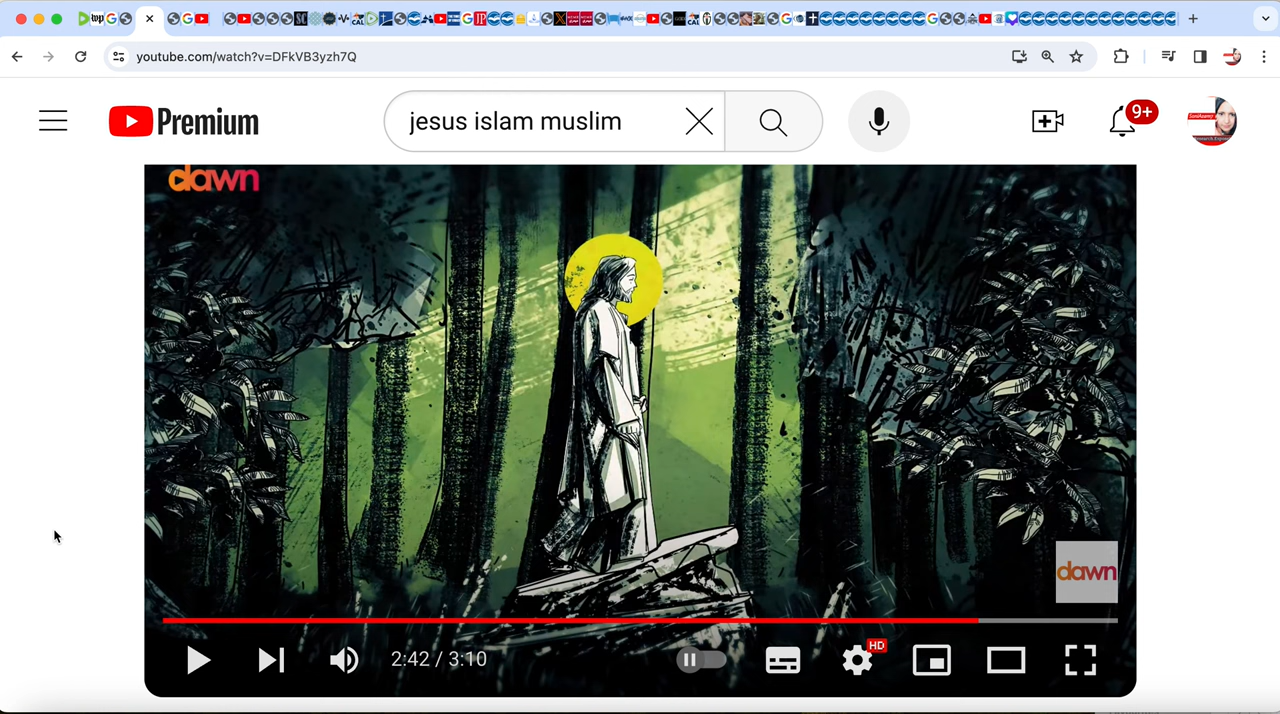 youtube.com/watch?v=DFkVB3yzh7Q
Premium
jesus islam muslim
9+
dawn
dawn
2:42 / 3:10
HD